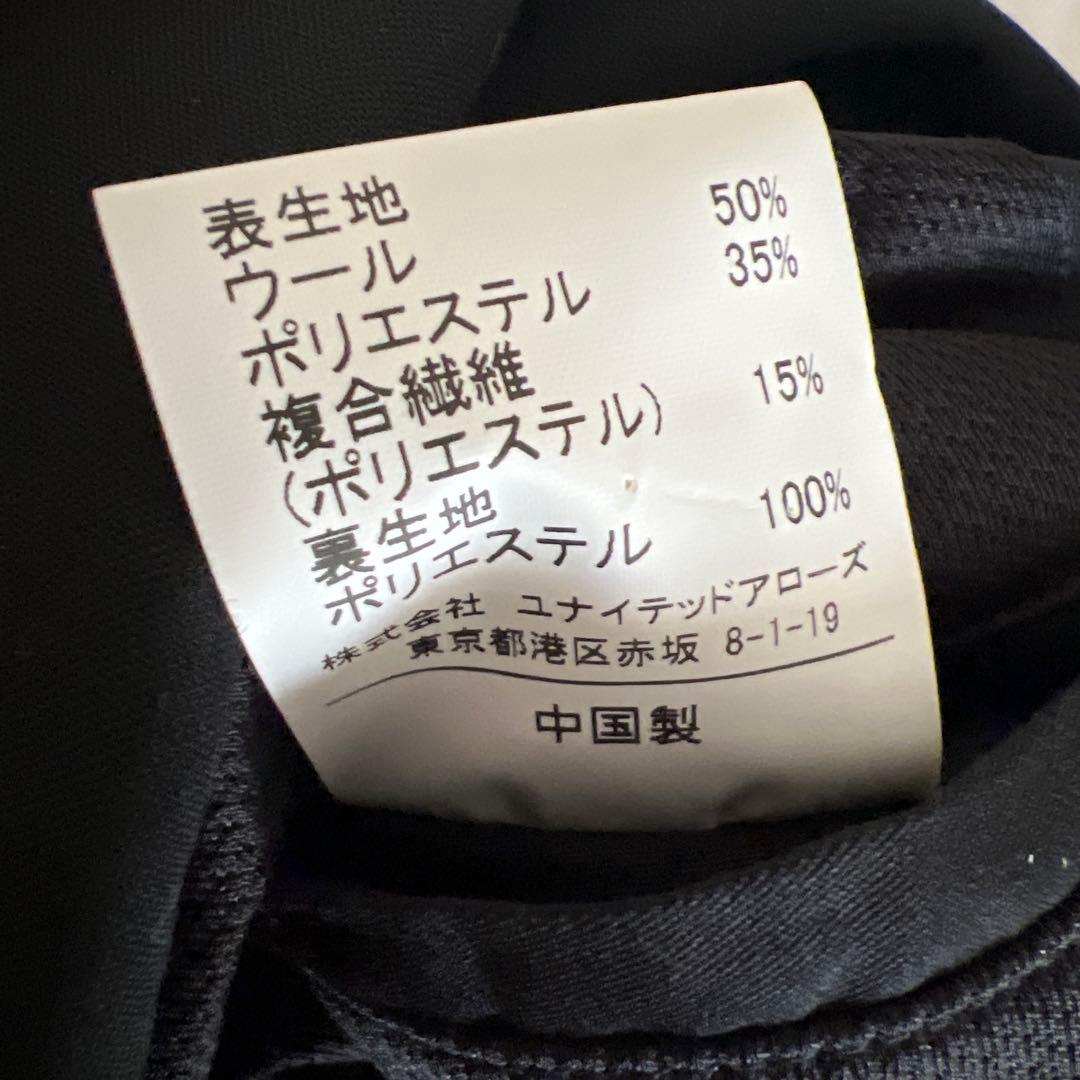 表生地
ウール 50%
ポリエステル 35%
複合繊維
(ポリエステル) 15%
裏生地
ポリエステル 100%
株式会社 ユナイテッドアローズ
東京都港区赤坂 8-1-19
中国製